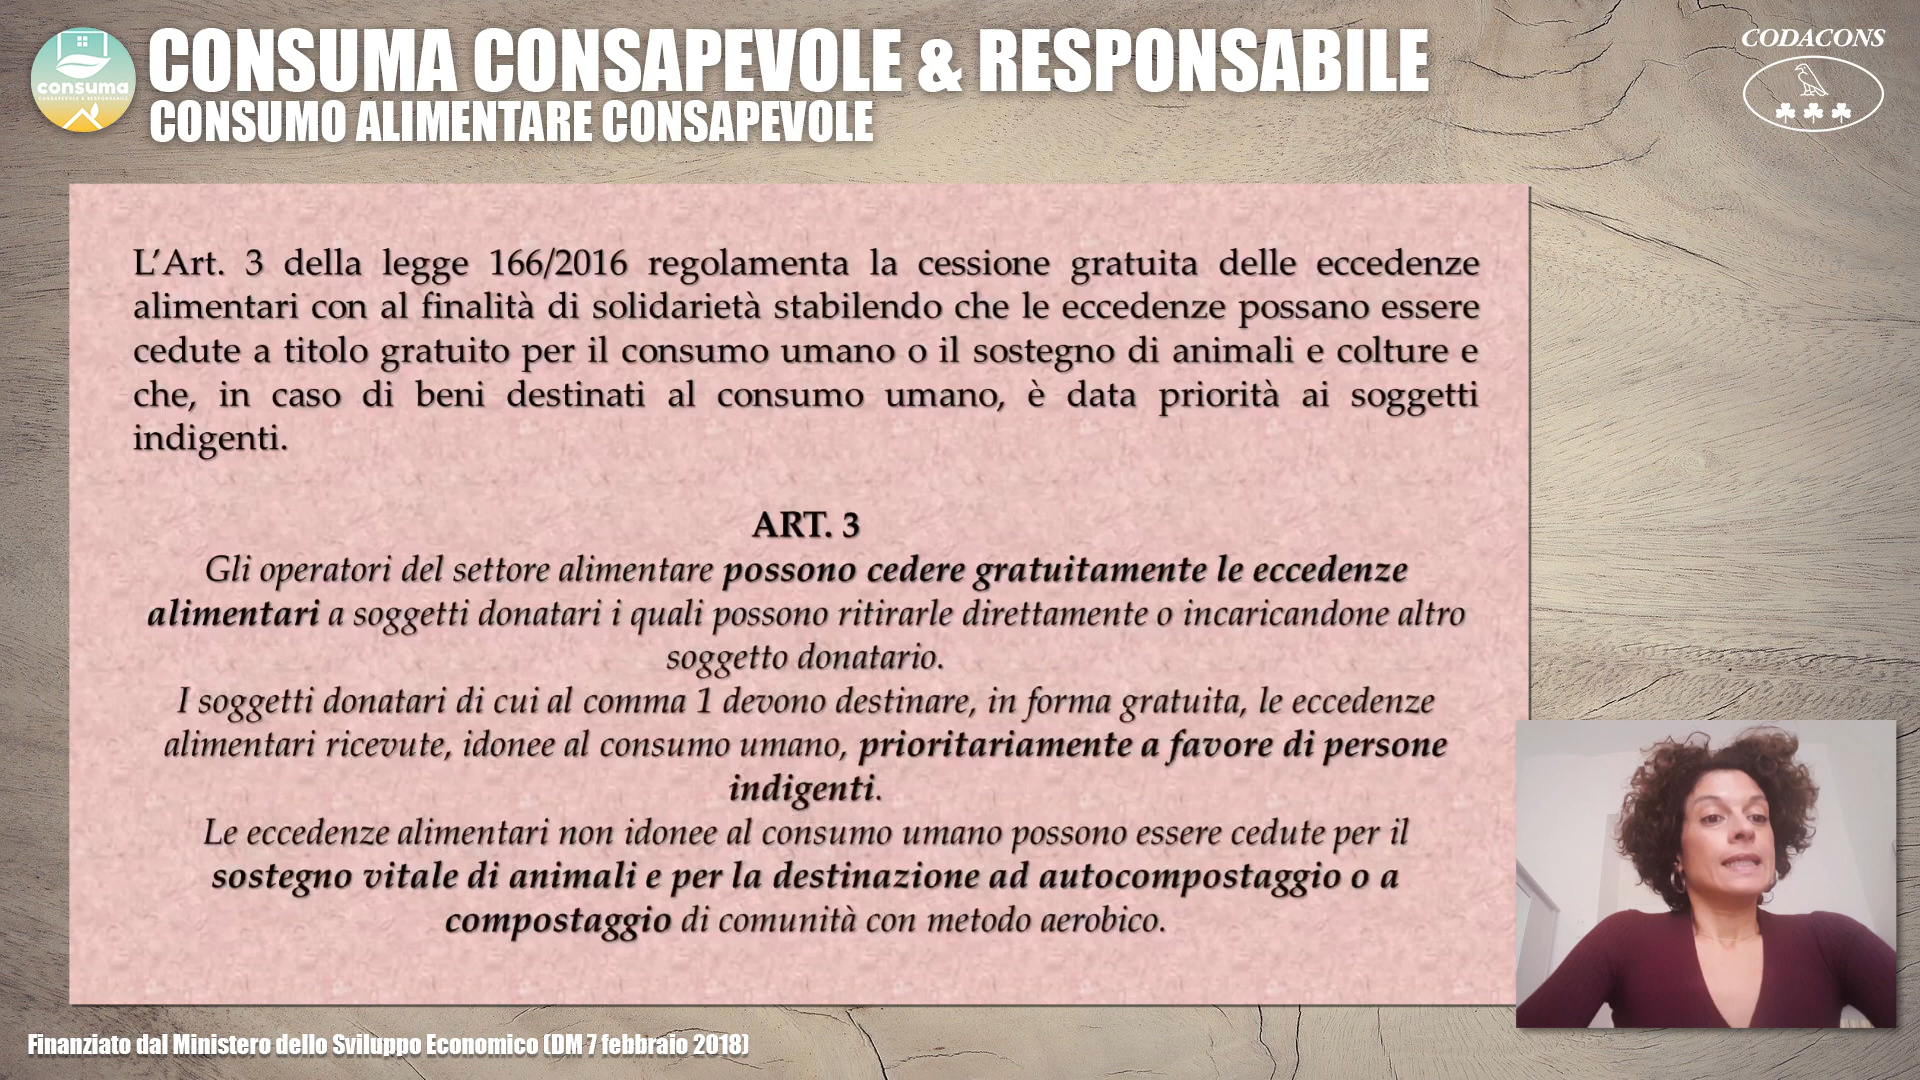 CONSUMA CONSAPEVOLE & RESPONSABILE
CONSUMO ALIMENTARE CONSAPEVOLE
consuma
CONSAPEVOLE & RESPONSABILE
CODACONS
L’Art. 3 della legge 166/2016 regolamenta la cessione gratuita delle eccedenze
alimentari con al finalità di solidarietà stabilendo che le eccedenze possano essere
cedute a titolo gratuito per il consumo umano o il sostegno di animali e colture e
che, in caso di beni destinati al consumo umano, è data priorità ai soggetti
indigenti.
ART. 3
Gli operatori del settore alimentare possono cedere gratuitamente le eccedenze
alimentari a soggetti donatari i quali possono ritirarle direttamente o incaricandone altro
soggetto donatario.
I soggetti donatari di cui al comma 1 devono destinare, in forma gratuita, le eccedenze
alimentari ricevute, idonee al consumo umano, prioritariamente a favore di persone
indigenti.
Le eccedenze alimentari non idonee al consumo umano possono essere cedute per il
sostegno vitale di animali e per la destinazione ad autocompostaggio o a
compostaggio di comunità con metodo aerobico.
Finanziato dal Ministero dello Sviluppo Economico (DM 7 febbraio 2018)